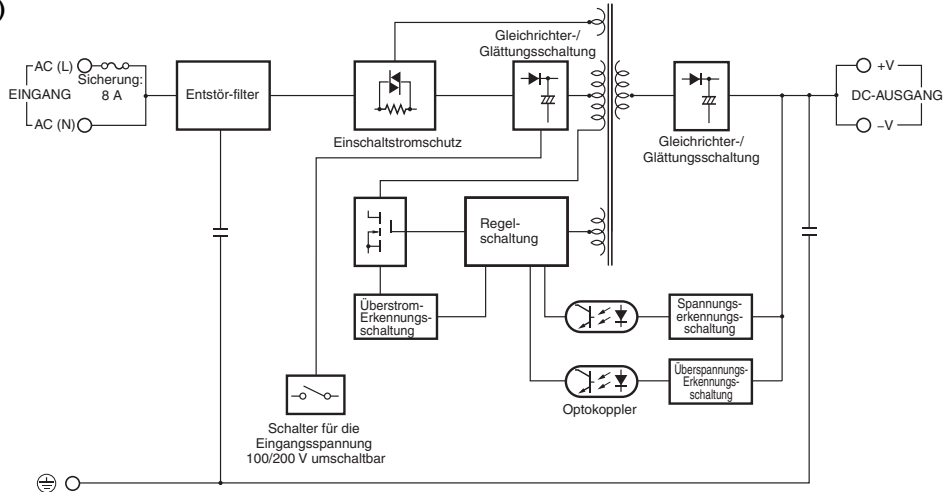 )
AC (L)
Sicherung:
8 A
EINGANG
AC (N)
Entstör-filter
Einschaltstromschutz
Gleichrichter-/
Glättungsschaltung
Gleichrichter-/
Glättungsschaltung
+V
DC-AUSGANG
–V
Regel-
schaltung
Überstrom-
Erkennungs-
schaltung
Spannungs-
erkennungs-
schaltung
Überspannungs-
Erkennungs-
schaltung
Optokoppler
Schalter für die
Eingangsspannung
100/200 V umschaltbar